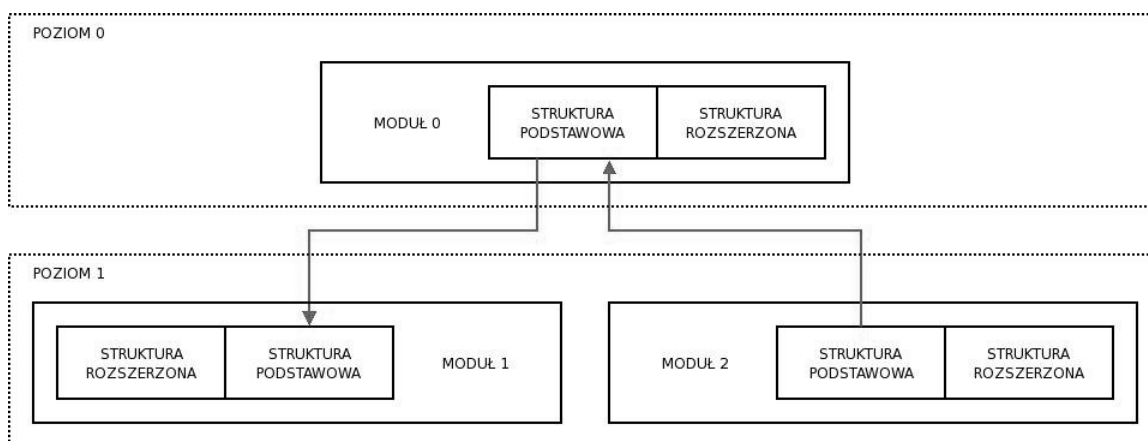 POZIOM 0
MODUŁ 0
STRUKTURA
PODSTAWOWA
STRUKTURA
ROZSZERZONA
POZIOM 1
STRUKTURA
ROZSZERZONA
STRUKTURA
PODSTAWOWA
MODUŁ 1
MODUŁ 2
STRUKTURA
PODSTAWOWA
STRUKTURA
ROZSZERZONA